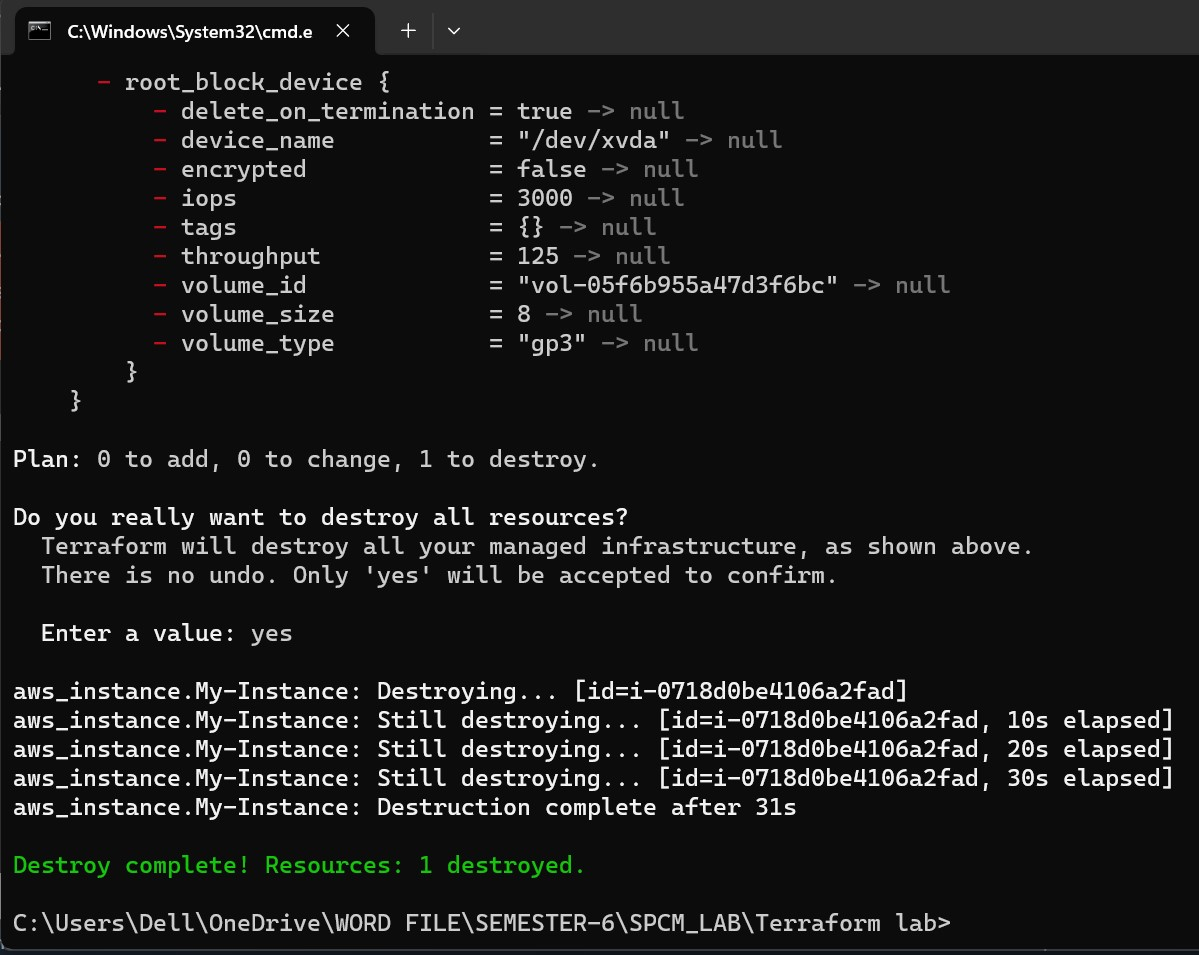 C:\Windows\System32\cmd.e
- root_block_device {
- delete_on_termination = true -> null
- device_name = "/dev/xvda" -> null
- encrypted = false -> null
- iops = 3000 -> null
- tags = {} -> null
- throughput = 125 -> null
- volume_id = "vol-05f6b955a47d3f6bc" -> null
- volume_size = 8 -> null
- volume_type = "gp3" -> null
}
}
Plan: 0 to add, 0 to change, 1 to destroy.
Do you really want to destroy all resources?
Terraform will destroy all your managed infrastructure, as shown above.
There is no undo. Only 'yes' will be accepted to confirm.
Enter a value: yes
aws_instance.My-Instance: Destroying... [id=i-0718d0be4106a2fad]
aws_instance.My-Instance: Still destroying... [id=i-0718d0be4106a2fad, 10s elapsed]
aws_instance.My-Instance: Still destroying... [id=i-0718d0be4106a2fad, 20s elapsed]
aws_instance.My-Instance: Still destroying... [id=i-0718d0be4106a2fad, 30s elapsed]
aws_instance.My-Instance: Destruction complete after 31s
Destroy complete! Resources: 1 destroyed.
C:\Users\Dell\OneDrive\WORD FILE\SEMESTER-6\SPCM_LAB\Terraform lab>